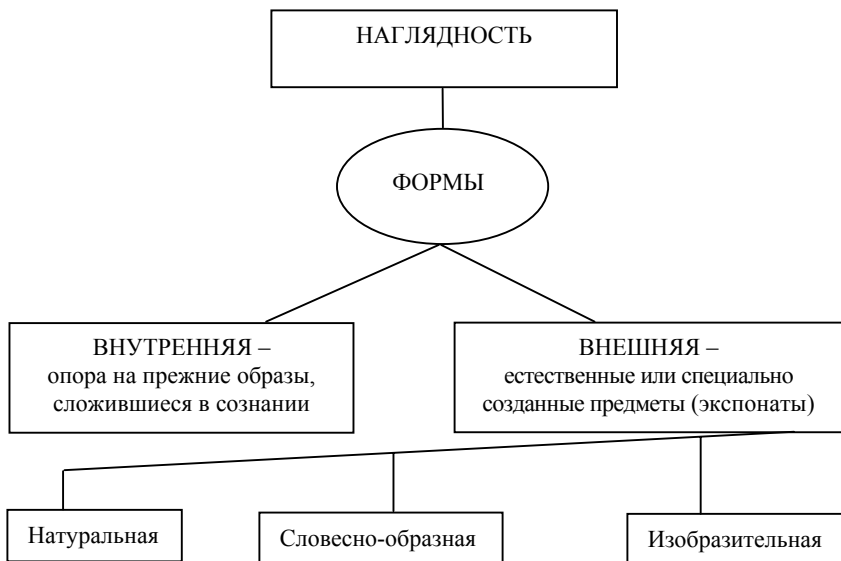 НАГЛЯДНОСТЬ
ФОРМЫ
ВНУТРЕННЯЯ –
опора на прежние образы,
сложившиеся в сознании
ВНЕШНЯЯ –
естественные или специально
созданные предметы (экспонаты)
Натуральная
Словесно-образная
Изобразительная